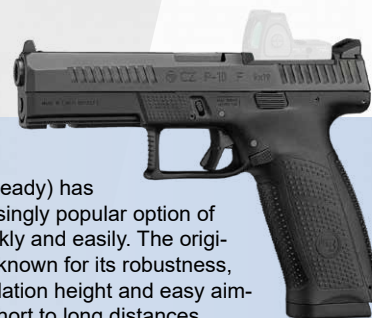 CZ P-10 F 9x19
eady) has
singly popular option of
kly and easily. The origi-
known for its robustness,
lation height and easy aim-
hort to long distances